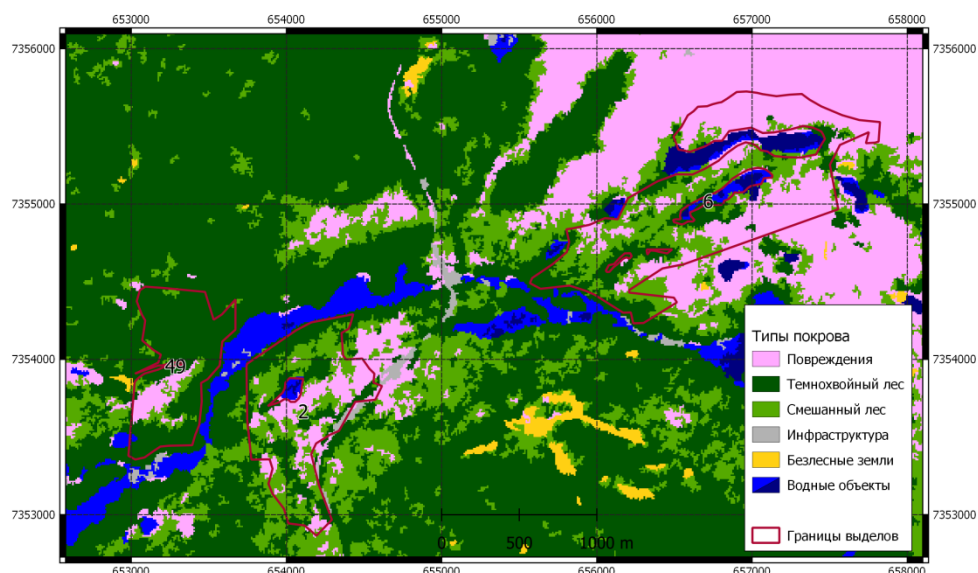 653000 654000 655000 656000 657000 658000
7356000 7356000
7355000 7355000
6
7354000 7354000
49
2
7353000 7353000
Типы покрова
Повреждения
Темнохвойный лес
Смешанный лес
Инфраструктура
Безлесные земли
Водные объекты
Границы выделов
0 500 1000 m
653000 654000 655000 656000 657000 658000